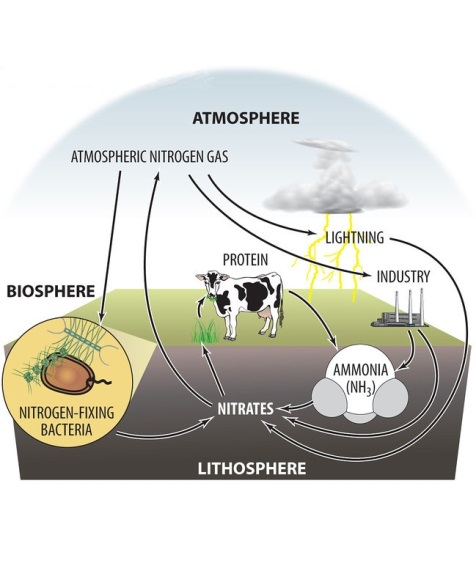 ATMOSPHERE
ATMOSPHERIC NITROGEN GAS
LIGHTNING
PROTEIN
INDUSTRY
BIOSPHERE
AMMONIA
(NH₃)
NITROGEN-FIXING
BACTERIA
NITRATES
LITHOSPHERE